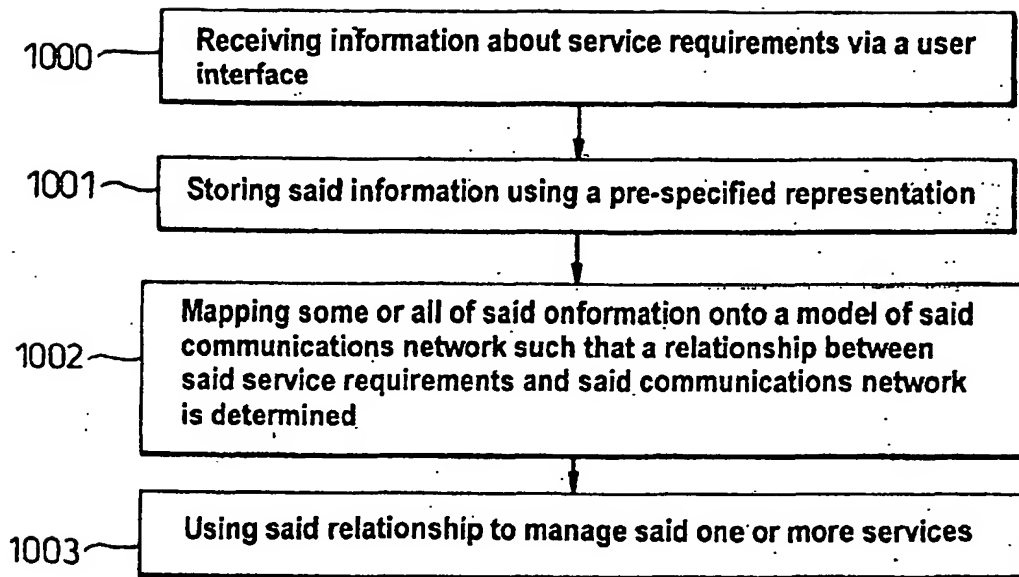 1000 Receiving information about service requirements via a user
interface
1001 Storing said information using a pre-specified representation
Mapping some or all of said onformation onto a model of said
communications network such that a relationship between
1002 said service requirements and said communications network
is determined
1003 Using said relationship to manage said one or more services